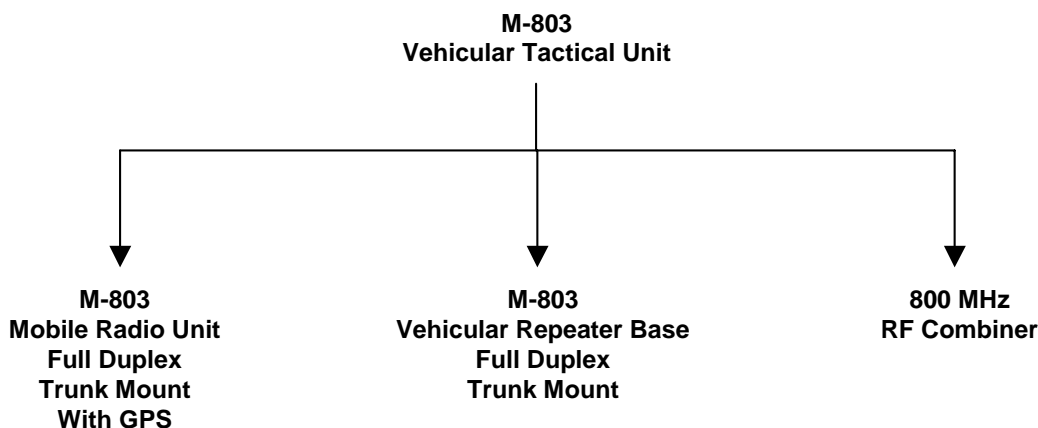 M-803
Vehicular Tactical Unit
M-803
Mobile Radio Unit
Full Duplex
Trunk Mount
With GPS
M-803
Vehicular Repeater Base
Full Duplex
Trunk Mount
800 MHz
RF Combiner